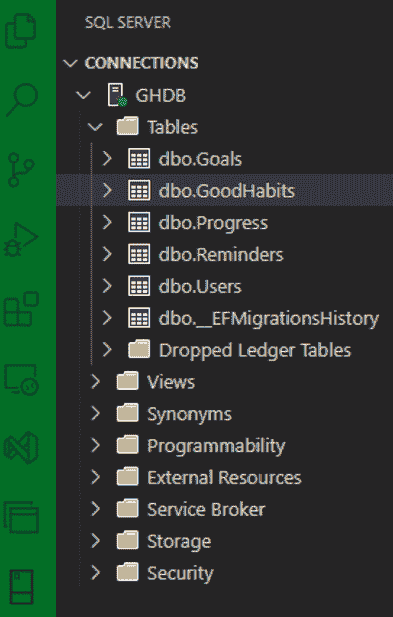 SQL SERVER
CONNECTIONS
GHDB
Tables
dbo.Goals
dbo.GoodHabits
dbo.Progress
dbo.Reminders
dbo.Users
dbo.__EFMigrationsHistory
Dropped Ledger Tables
Views
Synonyms
Programmability
External Resources
Service Broker
Storage
Security